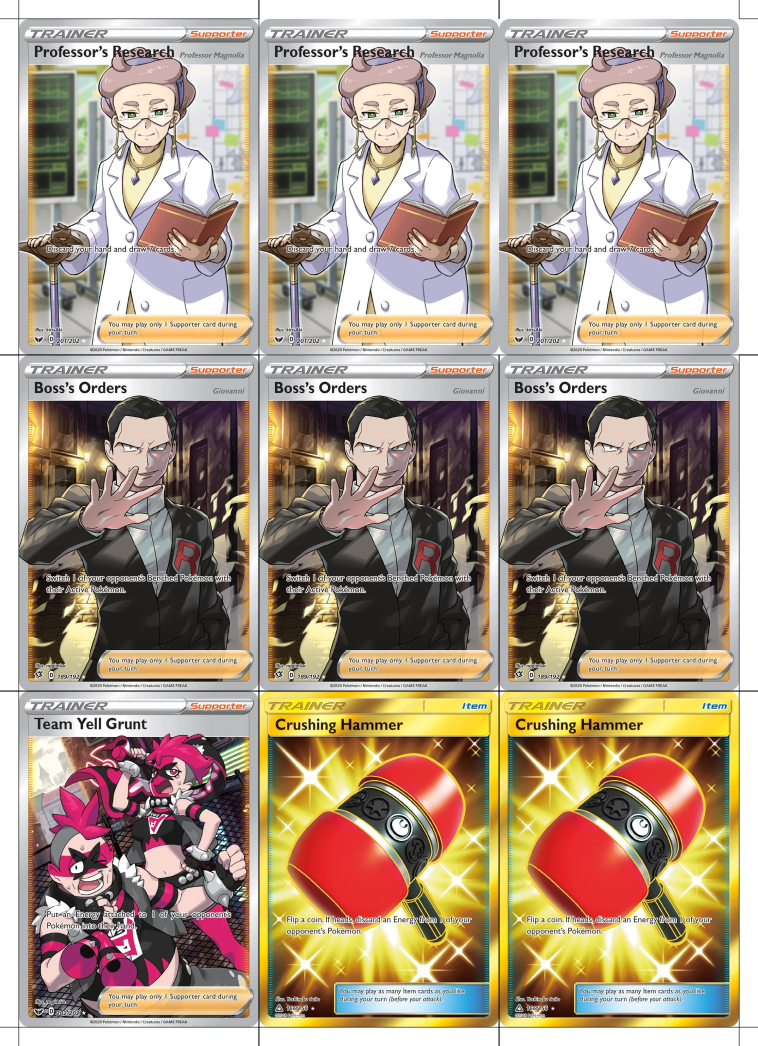 TRAINER Supporter TRAINER Supporter TRAINER Supporter
Professor's Research Professor Magnolia Professor's Research Professor Magnolia Professor's Research Professor Magnolia
Discard your hand and draw 7 cards. Discard your hand and draw 7 cards. Discard your hand and draw 7 cards.
You may play only 1 Supporter card during You may play only 1 Supporter card during You may play only 1 Supporter card during
your turn. your turn. your turn.
D 201/202 D 201/202 D 201/202
©2020 Pokémon / Nintendo / Creatures / GAME FREAK ©2020 Pokémon / Nintendo / Creatures / GAME FREAK ©2020 Pokémon / Nintendo / Creatures / GAME FREAK
TRAINER Supporter TRAINER Supporter TRAINER Supporter
Boss's Orders Giovanni Boss's Orders Giovanni Boss's Orders Giovanni
R R R
Switch 1 of your opponent's Benched Pokémon with Switch 1 of your opponent's Benched Pokémon with Switch 1 of your opponent's Benched Pokémon with
their Active Pokémon. their Active Pokémon. their Active Pokémon.
You may play only 1 Supporter card during You may play only 1 Supporter card during You may play only 1 Supporter card during
your turn. your turn. your turn.
D 189/192 D 189/192 D 189/192
©2020 Pokémon / Nintendo / Creatures / GAME FREAK ©2020 Pokémon / Nintendo / Creatures / GAME FREAK ©2020 Pokémon / Nintendo / Creatures / GAME FREAK
TRAINER Supporter TRAINER Item TRAINER Item
Team Yell Grunt Crushing Hammer Crushing Hammer
Put an Energy attached to 1 of your opponent's Flip a coin. If heads, discard an Energy from 1 of your Flip a coin. If heads, discard an Energy from 1 of your
Pokémon into their hand. opponent's Pokémon. opponent's Pokémon.
You may play only 1 Supporter card during You may play as many Item cards as you like You may play as many Item cards as you like
your turn. during your turn (before your attack). during your turn (before your attack).
©2020 Pokémon / Nintendo / Creatures / GAME FREAK